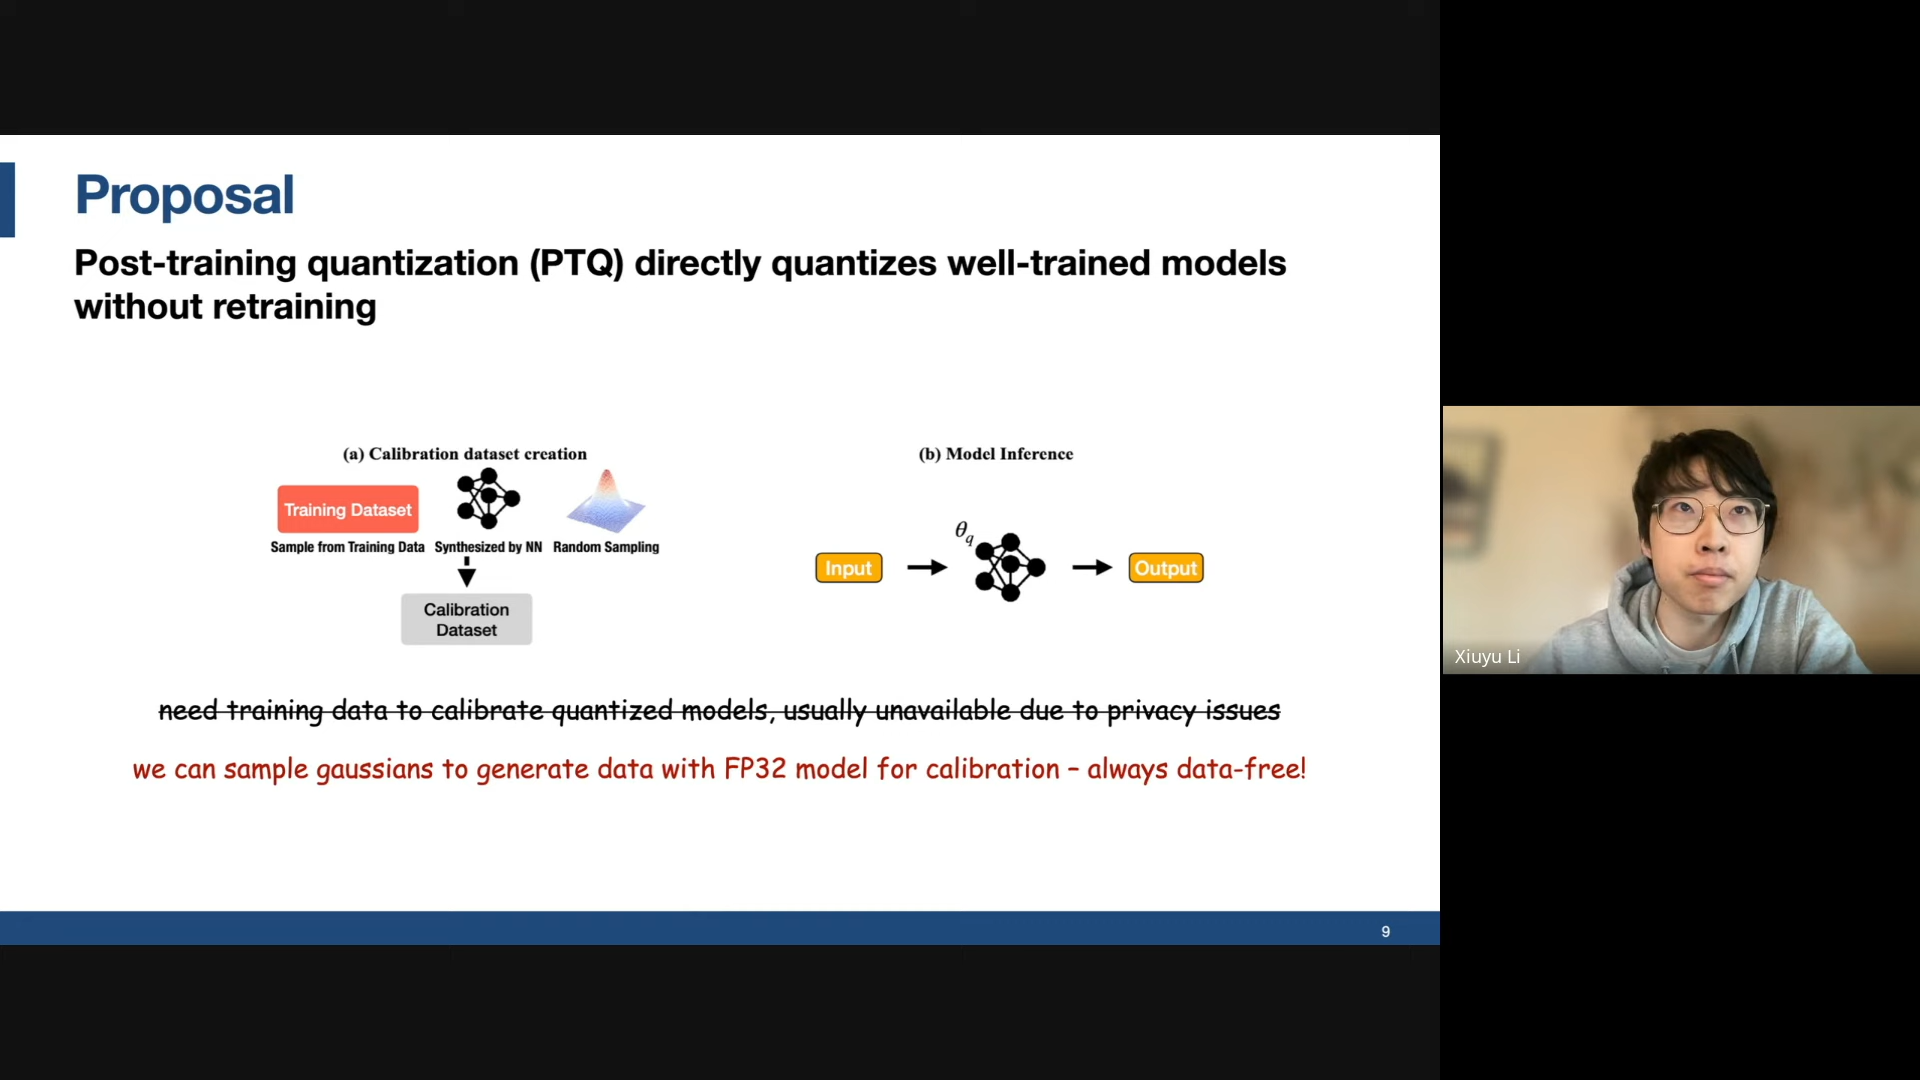 Proposal
Post-training quantization (PTQ) directly quantizes well-trained models
without retraining
(a) Calibration dataset creation
Training Dataset
Sample from Training Data
Synthesized by NN
Random Sampling
Calibration
Dataset
(b) Model Inference
θq
Input
Output
need training data to calibrate quantized models, usually unavailable due to privacy issues
we can sample gaussians to generate data with FP32 model for calibration – always data-free!
9
Xiuyu Li